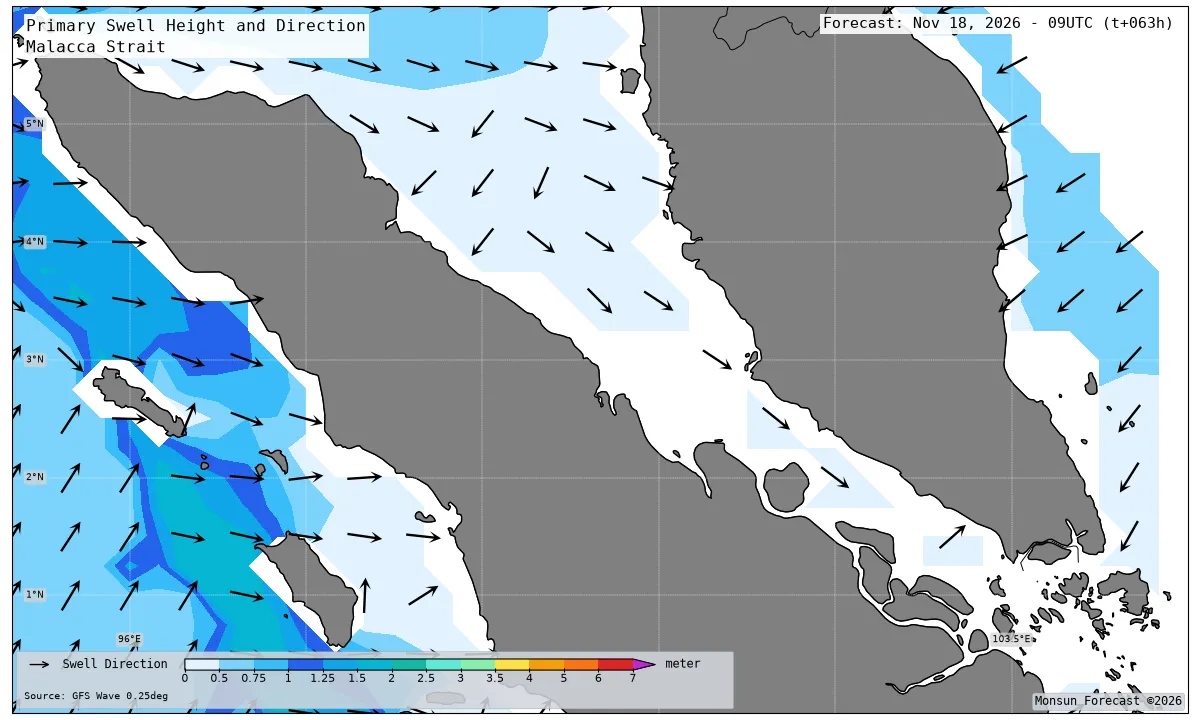 Primary Swell Height and Direction
Malacca Strait
Forecast: Nov 18, 2026 - 09UTC (t+063h)
5°N
4°N
3°N
2°N
1°N
96°E
103.5°E
Swell Direction
meter
0 0.5 0.75 1 1.25 1.5 2 2.5 3 3.5 4 5 6 7
Source: GFS Wave 0.25deg
Monsun Forecast ©2026